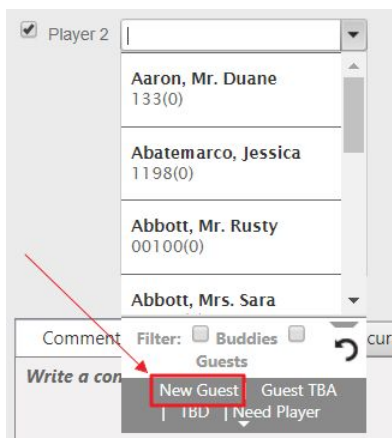 Player 2
Aaron, Mr. Duane
133(0)
Abatemarco, Jessica
1198(0)
Abbott, Mr. Rusty
00100(0)
Abbott, Mrs. Sara
Comment
Filter: Buddies
Guests
cur
Write a con
New Guest | Guest TBA
| TBD | Need Player